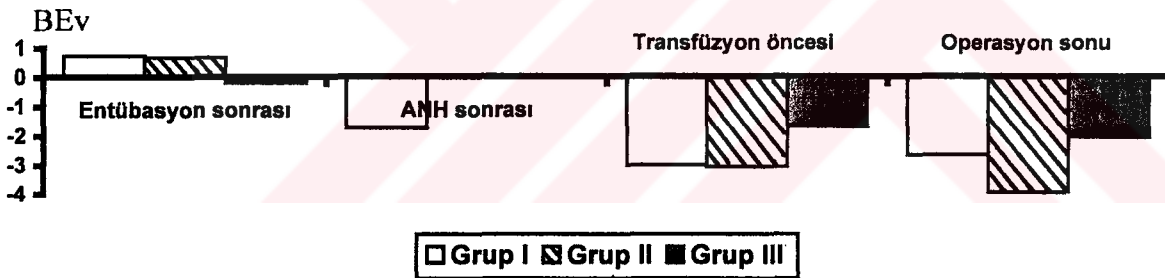 BEv
1
0
-1
-2
-3
-4
Entübasyon sonrası
ANH sonrası
Transfüzyon öncesi
Operasyon sonu
Grup I Grup II Grup III